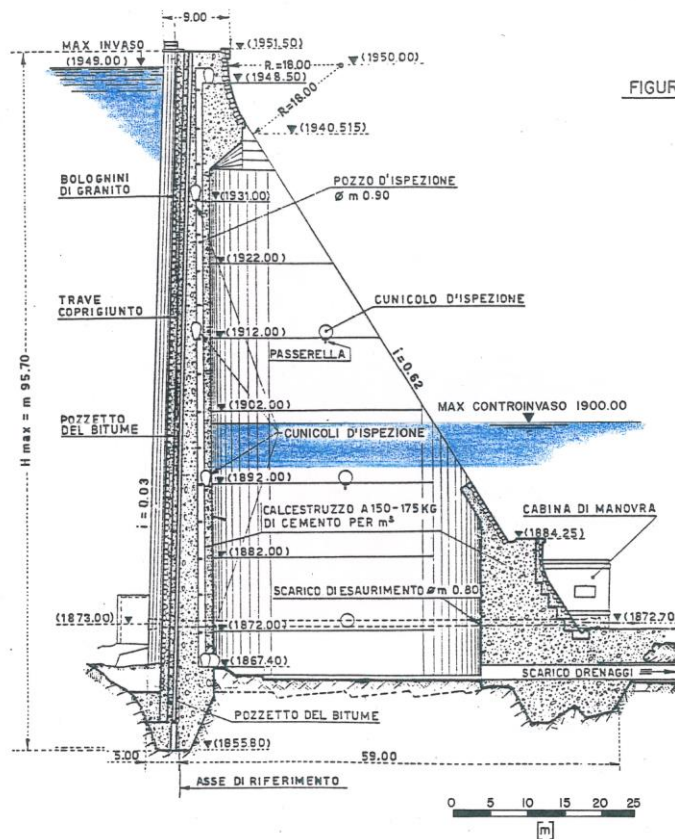 9.00
MAX INVASO
(1949.00)
(1951.50)
R.=18.00
(1950.00)
(1948.50)
R.=18.00
FIGUR
(1940.515)
BOLOGNINI
DI GRANITO
POZZO D'ISPEZIONE
Ø m 0.90
(1931.00)
(1922.00)
TRAVE
COPRIGIUNTO
CUNICOLO D'ISPEZIONE
(1912.00)
PASSERELLA
i=0.62
H max = m 95.70
(1902.00)
MAX CONTROINVASO 1900.00
POZZETTO
DEL BITUME
CUNICOLI D'ISPEZIONE
i=0.03
(1892.00)
CALCESTRUZZO A 150-175 KG
DI CEMENTO PER m³
CABINA DI MANOVRA
(1884.25)
(1882.00)
SCARICO DI ESAURIMENTO ø m 0.80
(1873.00)
(1872.00)
(1872.70)
(1867.40)
SCARICO DRENAGGI
POZZETTO DEL BITUME
(1855.80)
5.00
59.00
ASSE DI RIFERIMENTO
0 5 10 15 20 25
[m]